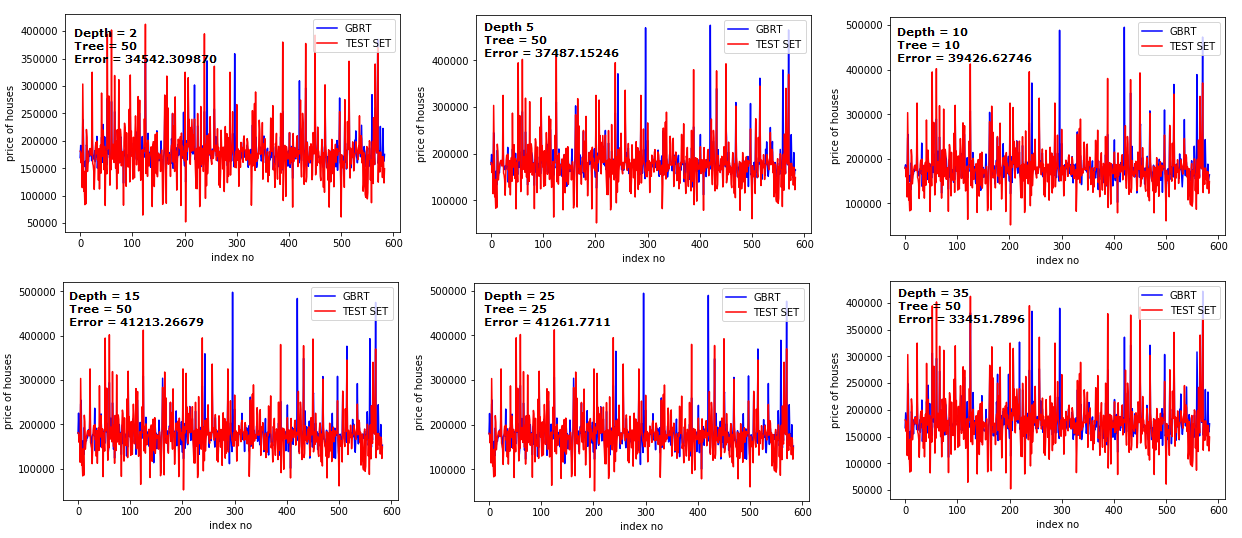 Depth = 2
Tree = 50
Error = 34542.309870
GBRT
TEST SET
400000
350000
300000
250000
200000
150000
100000
50000
price of houses
0 100 200 300 400 500 600
index no
Depth 5
Tree = 50
Error = 37487.15246
GBRT
TEST SET
400000
300000
200000
100000
price of houses
0 100 200 300 400 500 600
index no
Depth = 10
Tree = 10
Error = 39426.62746
GBRT
TEST SET
500000
400000
300000
200000
100000
price of houses
0 100 200 300 400 500 600
index no
Depth = 15
Tree = 50
Error = 41213.26679
GBRT
TEST SET
500000
400000
300000
200000
100000
price of houses
0 100 200 300 400 500 600
index no
Depth = 25
Tree = 25
Error = 41261.7711
GBRT
TEST SET
500000
400000
300000
200000
100000
price of houses
0 100 200 300 400 500 600
index no
Depth = 35
Tree = 50
Error = 33451.7896
GBRT
TEST SET
400000
350000
300000
250000
200000
150000
100000
50000
price of houses
0 100 200 300 400 500 600
index no